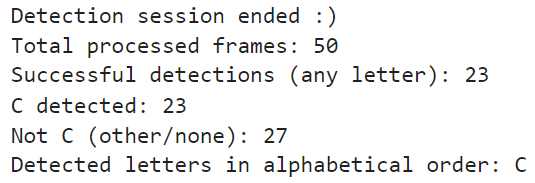 Detection session ended :)
Total processed frames: 50
Successful detections (any letter): 23
C detected: 23
Not C (other/none): 27
Detected letters in alphabetical order: C